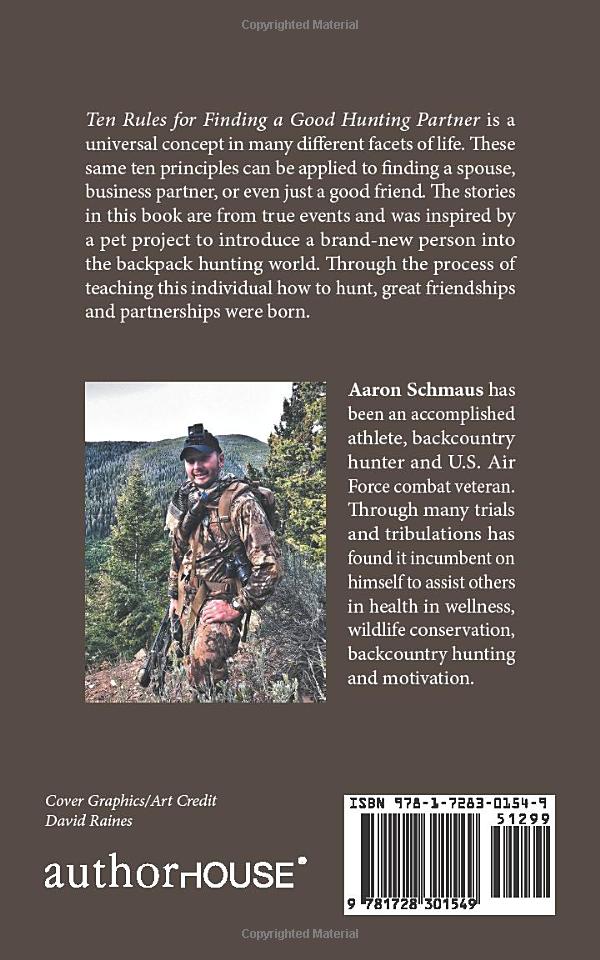 Copyrighted Material
Ten Rules for Finding a Good Hunting Partner is a
universal concept in many different facets of life. These
same ten principles can be applied to finding a spouse,
business partner, or even just a good friend. The stories
in this book are from true events and was inspired by
a pet project to introduce a brand-new person into
the backpack hunting world. Through the process of
teaching this individual how to hunt, great friendships
and partnerships were born.
Aaron Schmaus has
been an accomplished
athlete, backcountry
hunter and U.S. Air
Force combat veteran.
Through many trials
and tribulations has
found it incumbent on
himself to assist others
in health in wellness,
wildlife conservation,
backcountry hunting
and motivation.
Cover Graphics/Art Credit
David Raines
authorHOUSE®
ISBN 978-1-7283-0154-9
51299
9 781728 301549
Copyrighted Material